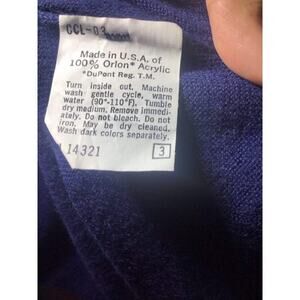 CCL-03
Made in U.S.A. of
100% Orlon* Acrylic
*DuPont Reg. T.M.
Turn inside out. Machine
wash gentle cycle, warm
water (90°-110°F). Tumble
dry medium. Remove immedi-
ately. Do not bleach. Do not
iron. May be dry cleaned.
Wash dark colors separately.
14321 3